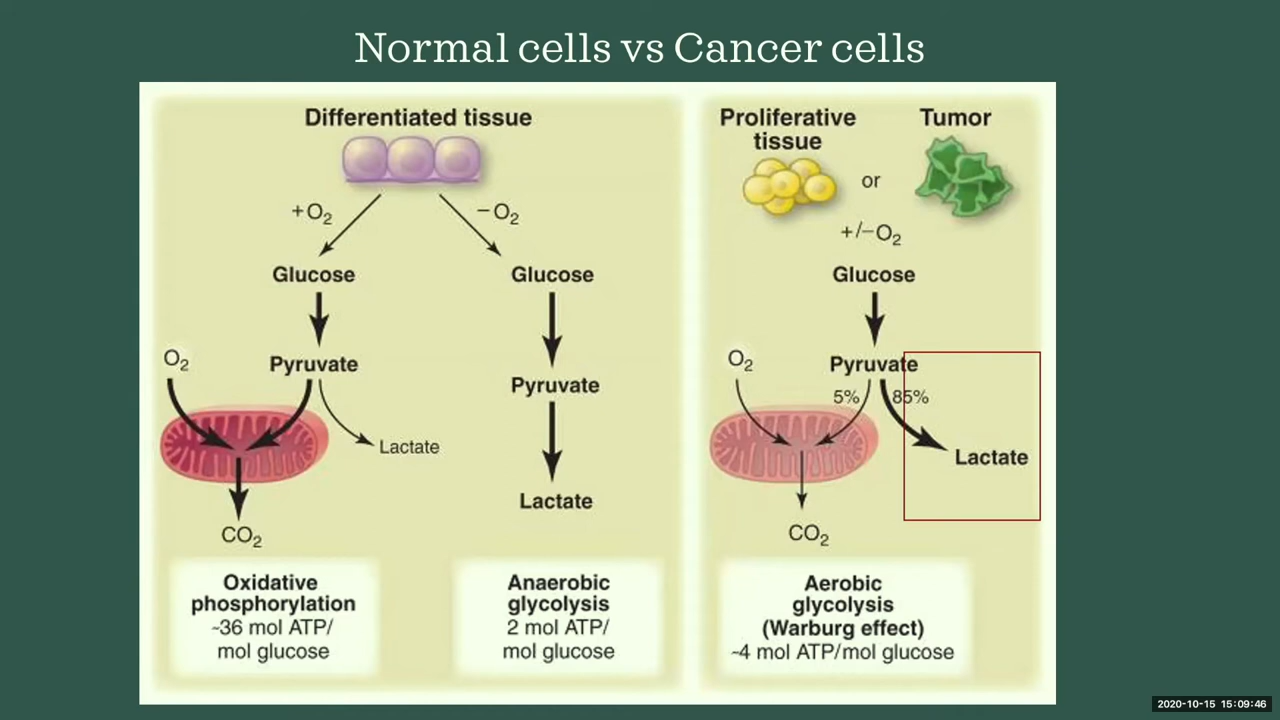 Normal cells vs Cancer cells
Differentiated tissue
+O₂
−O₂
Glucose
Glucose
O₂
Pyruvate
Pyruvate
Lactate
Lactate
CO₂
Oxidative
phosphorylation
~36 mol ATP/
mol glucose
Anaerobic
glycolysis
2 mol ATP/
mol glucose
Proliferative
tissue
or
Tumor
+/−O₂
Glucose
O₂
Pyruvate
5%
85%
Lactate
CO₂
Aerobic
glycolysis
(Warburg effect)
~4 mol ATP/mol glucose
2020-10-15 15:09:46